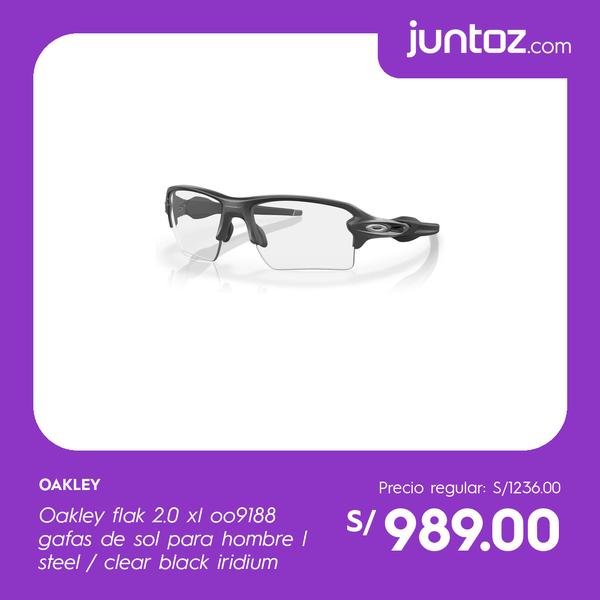 juntoz.com
OAKLEY
Oakley flak 2.0 xl oo9188
gafas de sol para hombre |
steel / clear black iridium
Precio regular: S/1236.00
S/ 989.00